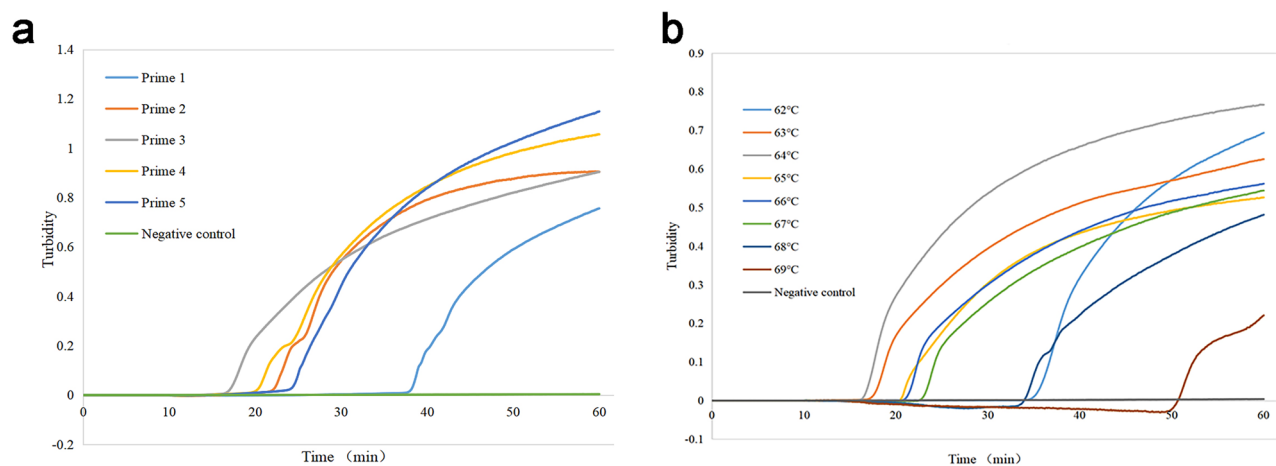 a
1.4
1.2
1
0.8
0.6
0.4
0.2
0
-0.2
Turbidity
Prime 1
Prime 2
Prime 3
Prime 4
Prime 5
Negative control
0 10 20 30 40 50 60
Time （min）
b
0.9
0.8
0.7
0.6
0.5
0.4
0.3
0.2
0.1
0
-0.1
Turbidity
62°C
63°C
64°C
65°C
66°C
67°C
68°C
69°C
Negative control
0 10 20 30 40 50 60
Time （min）